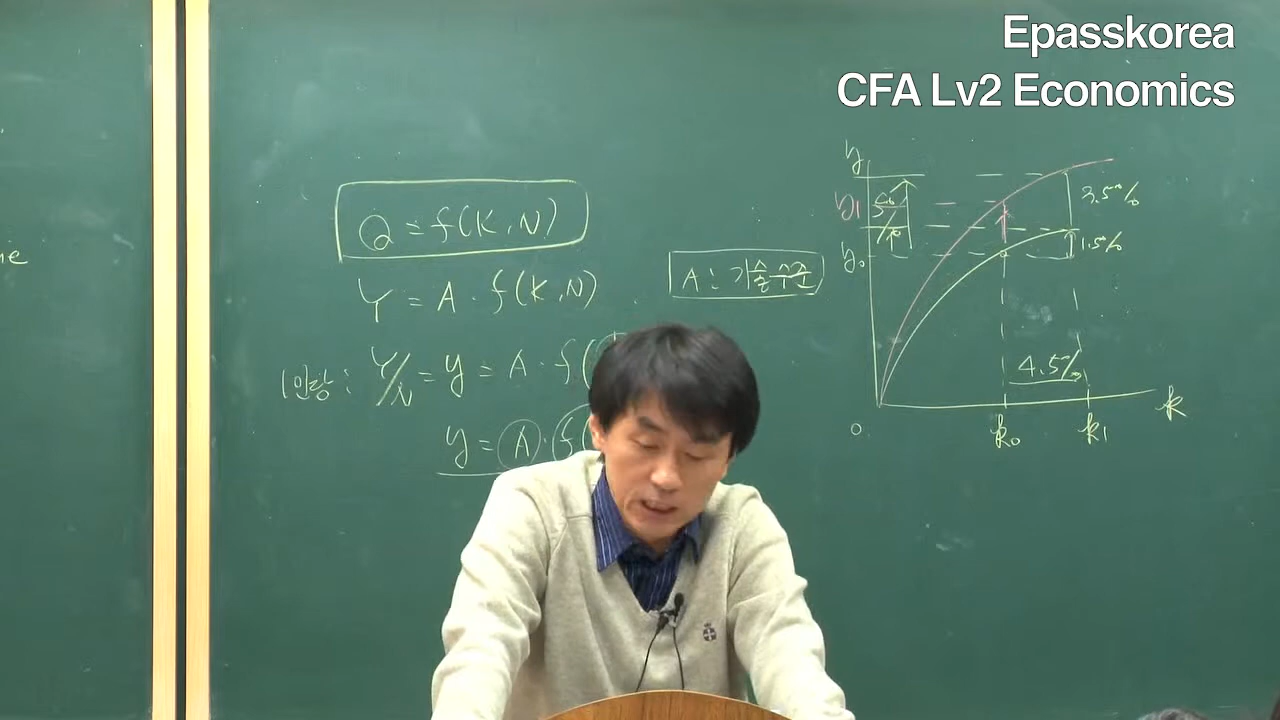 Epasskorea
CFA Lv2 Economics
Q = f(K, N)
Y = A · f(K, N)
A : 기술수준
1인당 : Y/N = y = A · f(
y = A · f(
y
y1
y0
3.5%
1.5%
5%
4.5%
0
k0
k1
k